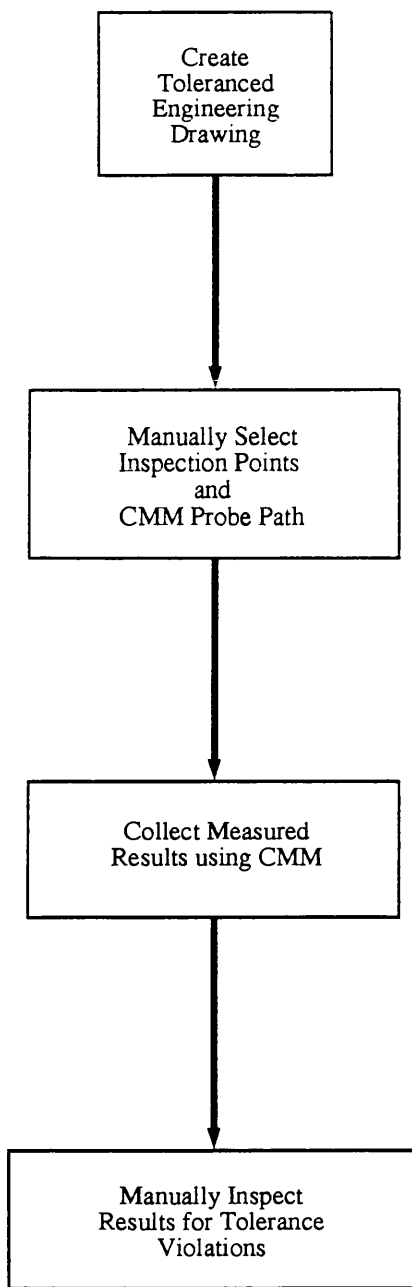 Create
Toleranced
Engineering
Drawing
Manually Select
Inspection Points
and
CMM Probe Path
Collect Measured
Results using CMM
Manually Inspect
Results for Tolerance
Violations